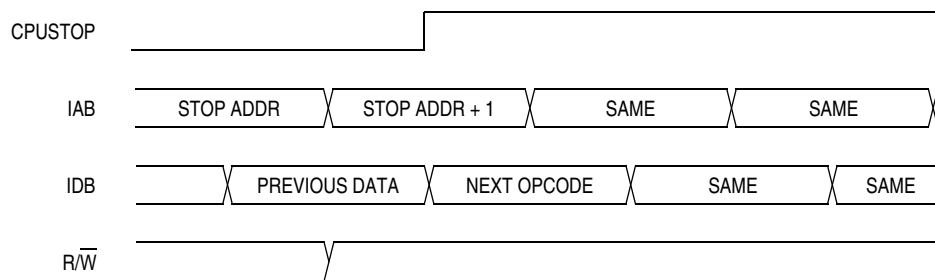 CPUSTOP
IAB STOP ADDR STOP ADDR + 1 SAME SAME
IDB PREVIOUS DATA NEXT OPCODE SAME SAME
R/W̅